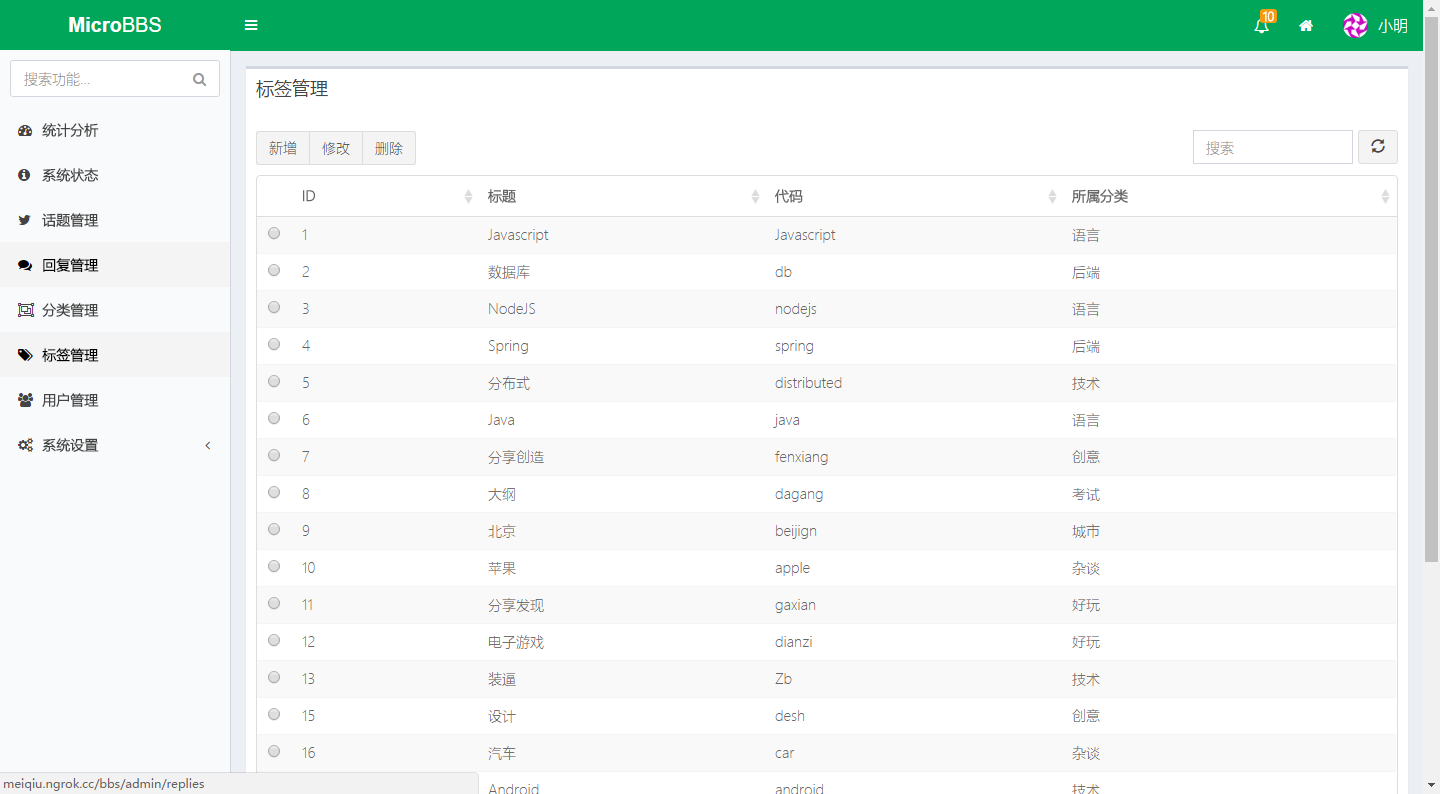 MicroBBS
10
小明
搜索功能...
统计分析
系统状态
话题管理
回复管理
分类管理
标签管理
用户管理
系统设置
标签管理
新增 修改 删除
搜索
ID 标题 代码 所属分类
1 Javascript Javascript 语言
2 数据库 db 后端
3 NodeJS nodejs 语言
4 Spring spring 后端
5 分布式 distributed 技术
6 Java java 语言
7 分享创造 fenxiang 创意
8 大纲 dagang 考试
9 北京 beijign 城市
10 苹果 apple 杂谈
11 分享发现 gaxian 好玩
12 电子游戏 dianzi 好玩
13 装逼 Zb 技术
15 设计 desh 创意
16 汽车 car 杂谈
Android android 技术
meiqiu.ngrok.cc/bbs/admin/replies